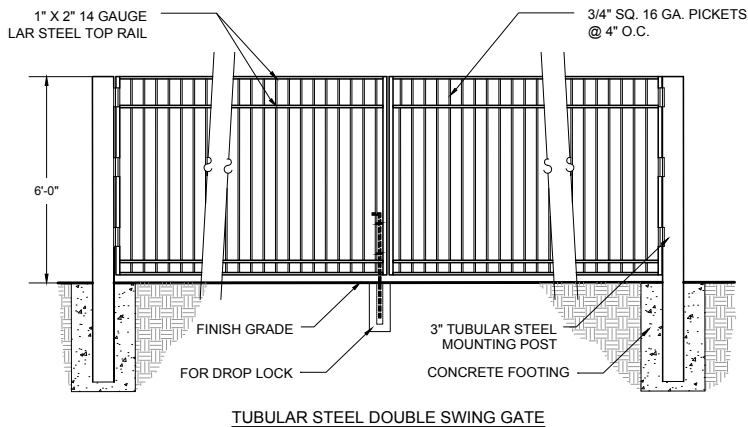 1" X 2" 14 GAUGE
LAR STEEL TOP RAIL
3/4" SQ. 16 GA. PICKETS
@ 4" O.C.
6'-0"
FINISH GRADE
FOR DROP LOCK
3" TUBULAR STEEL
MOUNTING POST
CONCRETE FOOTING
TUBULAR STEEL DOUBLE SWING GATE